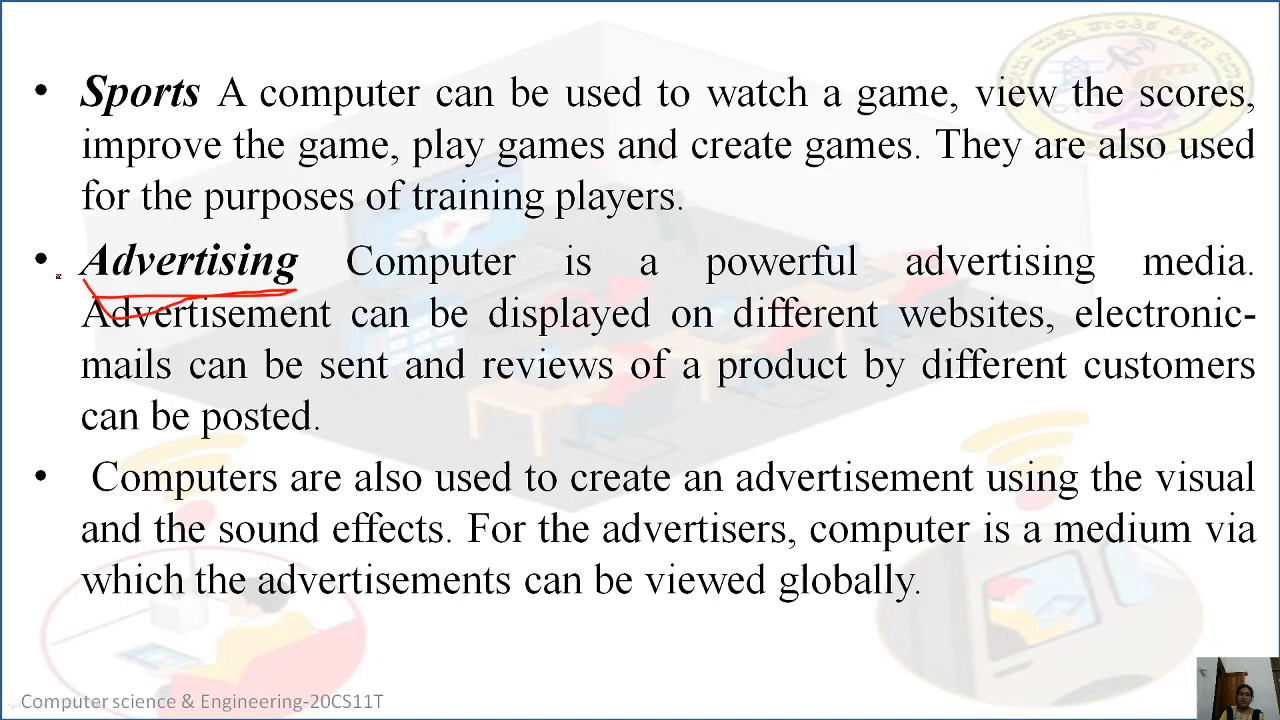 • Sports A computer can be used to watch a game, view the scores,
improve the game, play games and create games. They are also used
for the purposes of training players.
• Advertising Computer is a powerful advertising media.
Advertisement can be displayed on different websites, electronic-
mails can be sent and reviews of a product by different customers
can be posted.
• Computers are also used to create an advertisement using the visual
and the sound effects. For the advertisers, computer is a medium via
which the advertisements can be viewed globally.
Computer science & Engineering-20CS11T